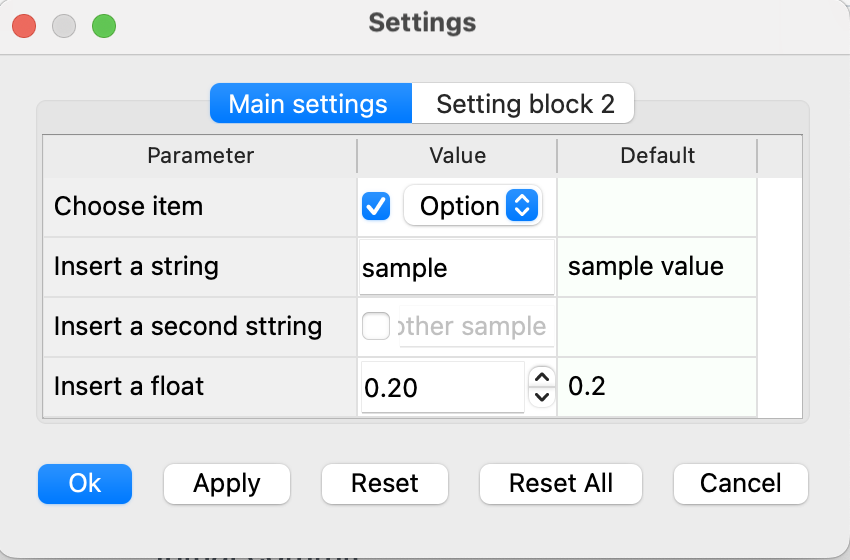 Settings
Main settings Setting block 2
Parameter Value Default
Choose item Option
Insert a string sample sample value
Insert a second sttring other sample
Insert a float 0.20 0.2
Ok Apply Reset Reset All Cancel